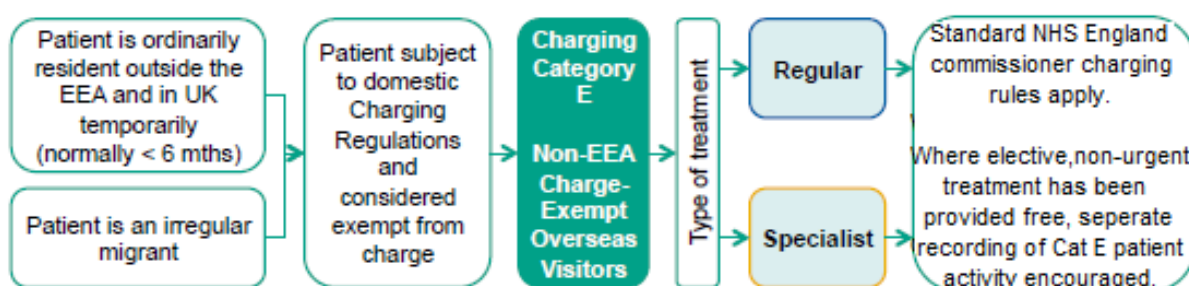 Patient is ordinarily
resident outside the
EEA and in UK
temporarily
(normally < 6 mths)
Patient is an irregular
migrant
Patient subject
to domestic
Charging
Regulations
and
considered
exempt from
charge
Charging
Category
E
Non-EEA
Charge-
Exempt
Overseas
Visitors
Type of treatment
Regular
Specialist
Standard NHS England
commissioner charging
rules apply.
Where elective,non-urgent
treatment has been
provided free, seperate
recording of Cat E patient
activity encouraged.